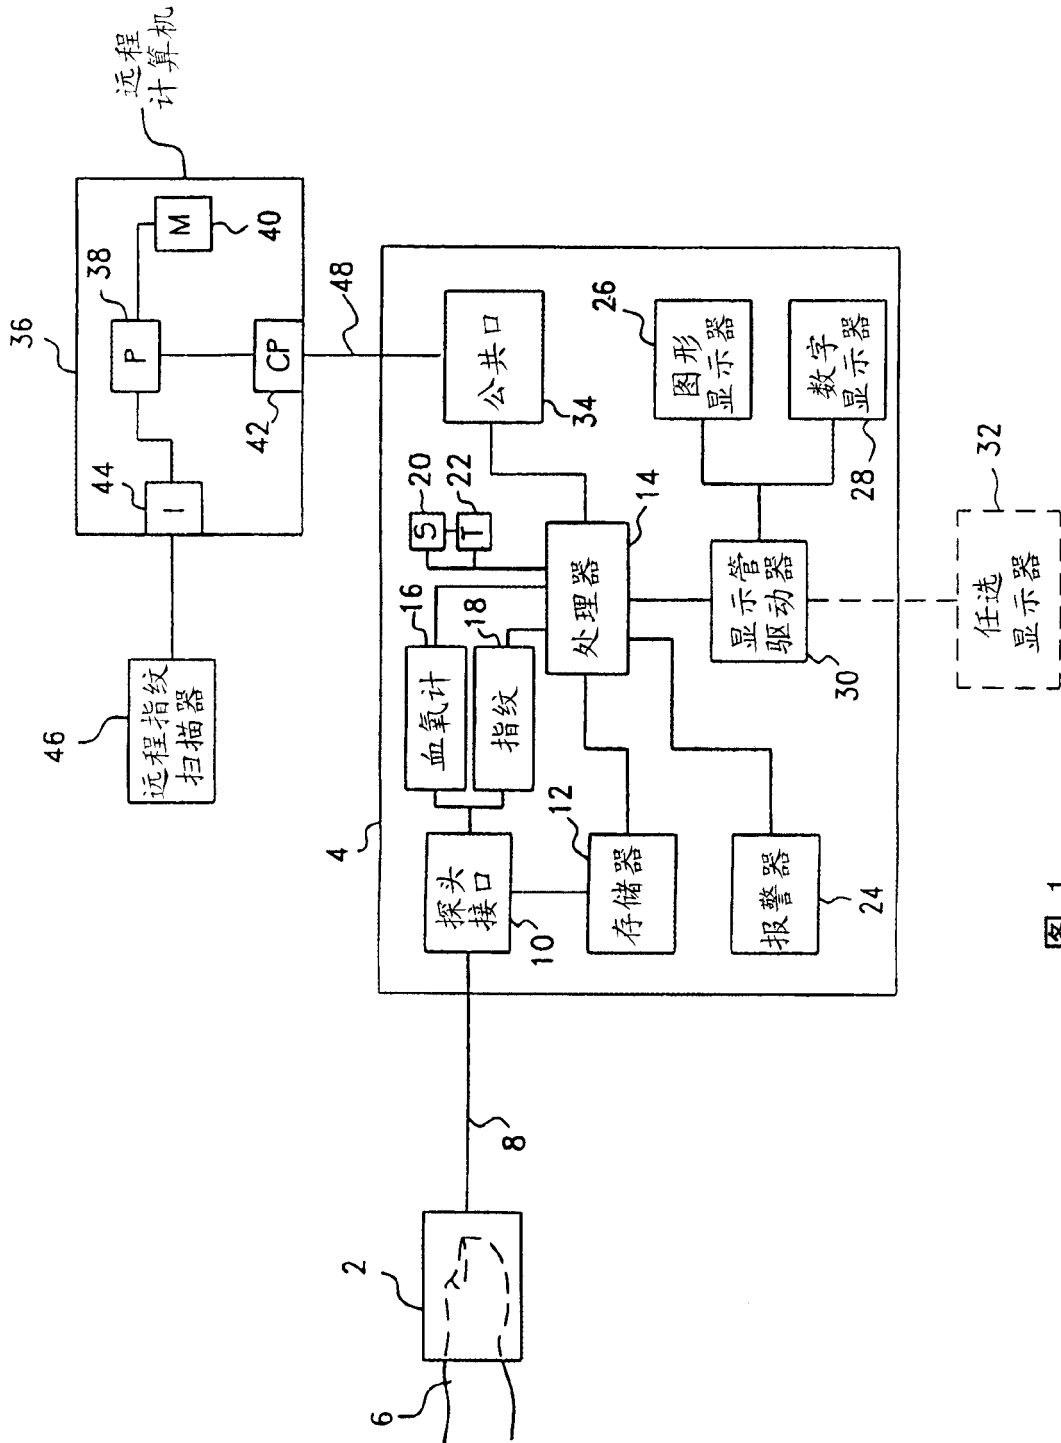 远程
计算机
36
38
P
M
40
44
I
CP
42
48
46
远程指纹
扫描器
4
探头
接口
10
血氧计
16
指纹
18
S
20
T
22
公共口
34
处理器
14
存储器
12
报警器
24
显示管
驱动器
30
图形
显示器
26
数字
显示器
28
任选
显示器
32
2
6
8
图 1